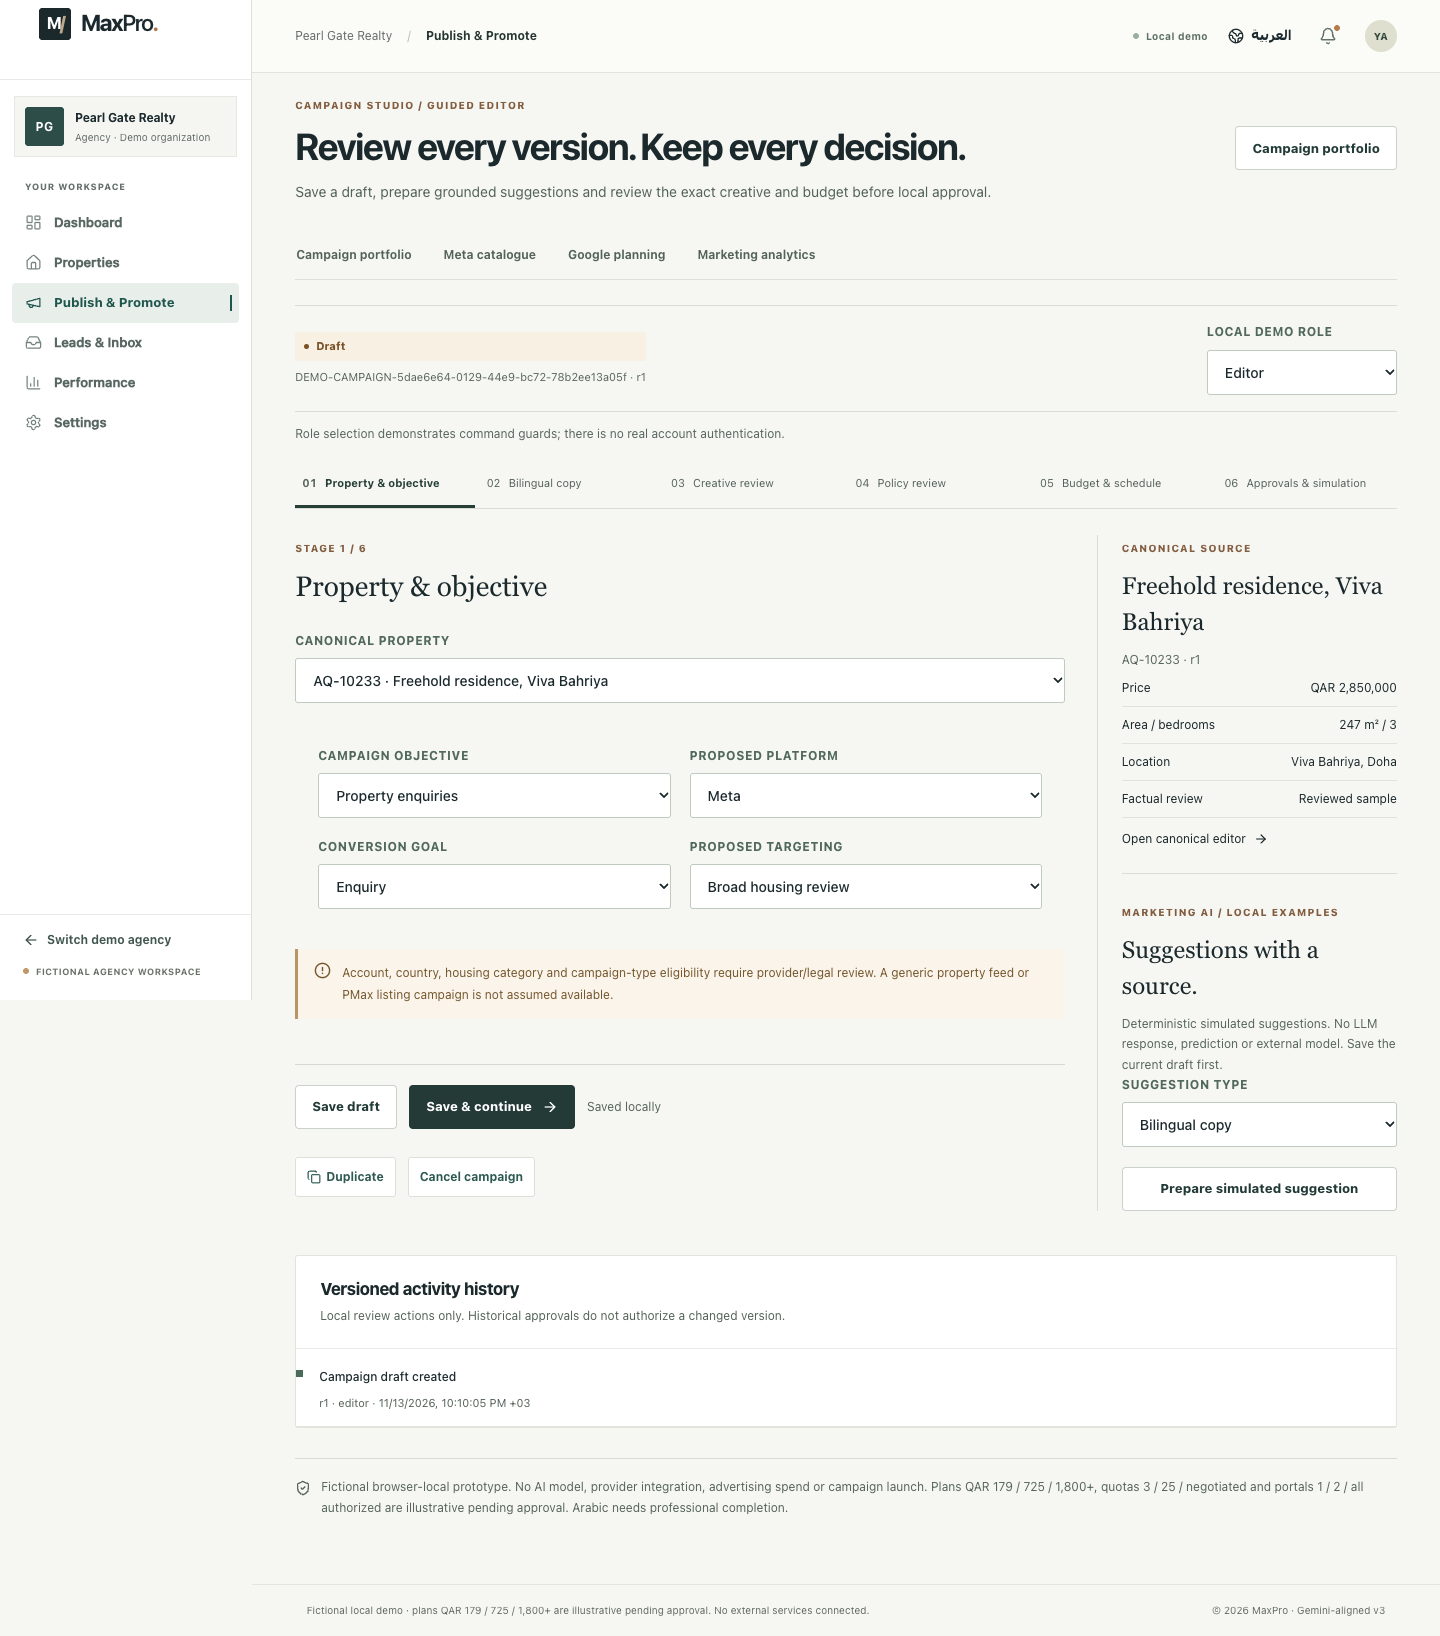 M/ MaxPro.
PG
Pearl Gate Realty
Agency · Demo organization
YOUR WORKSPACE
Dashboard
Properties
Publish & Promote
Leads & Inbox
Performance
Settings
Switch demo agency
FICTIONAL AGENCY WORKSPACE
Pearl Gate Realty / Publish & Promote
Local demo
العربية
YA
CAMPAIGN STUDIO / GUIDED EDITOR
Review every version. Keep every decision.
Save a draft, prepare grounded suggestions and review the exact creative and budget before local approval.
Campaign portfolio
Campaign portfolio Meta catalogue Google planning Marketing analytics
Draft
DEMO-CAMPAIGN-5dae6e64-0129-44e9-bc72-78b2ee13a05f · r1
LOCAL DEMO ROLE
Editor
Role selection demonstrates command guards; there is no real account authentication.
01 Property & objective 02 Bilingual copy 03 Creative review 04 Policy review 05 Budget & schedule 06 Approvals & simulation
STAGE 1 / 6
Property & objective
CANONICAL PROPERTY
AQ-10233 · Freehold residence, Viva Bahriya
CAMPAIGN OBJECTIVE
Property enquiries
PROPOSED PLATFORM
Meta
CONVERSION GOAL
Enquiry
PROPOSED TARGETING
Broad housing review
Account, country, housing category and campaign-type eligibility require provider/legal review. A generic property feed or
PMax listing campaign is not assumed available.
Save draft Save & continue Saved locally
Duplicate Cancel campaign
CANONICAL SOURCE
Freehold residence, Viva
Bahriya
AQ-10233 · r1
Price QAR 2,850,000
Area / bedrooms 247 m² / 3
Location Viva Bahriya, Doha
Factual review Reviewed sample
Open canonical editor
MARKETING AI / LOCAL EXAMPLES
Suggestions with a
source.
Deterministic simulated suggestions. No LLM
response, prediction or external model. Save the
current draft first.
SUGGESTION TYPE
Bilingual copy
Prepare simulated suggestion
Versioned activity history
Local review actions only. Historical approvals do not authorize a changed version.
Campaign draft created
r1 · editor · 11/13/2026, 10:10:05 PM +03
Fictional browser-local prototype. No AI model, provider integration, advertising spend or campaign launch. Plans QAR 179 / 725 / 1,800+, quotas 3 / 25 / negotiated and portals 1 / 2 / all
authorized are illustrative pending approval. Arabic needs professional completion.
Fictional local demo · plans QAR 179 / 725 / 1,800+ are illustrative pending approval. No external services connected.
© 2026 MaxPro · Gemini-aligned v3